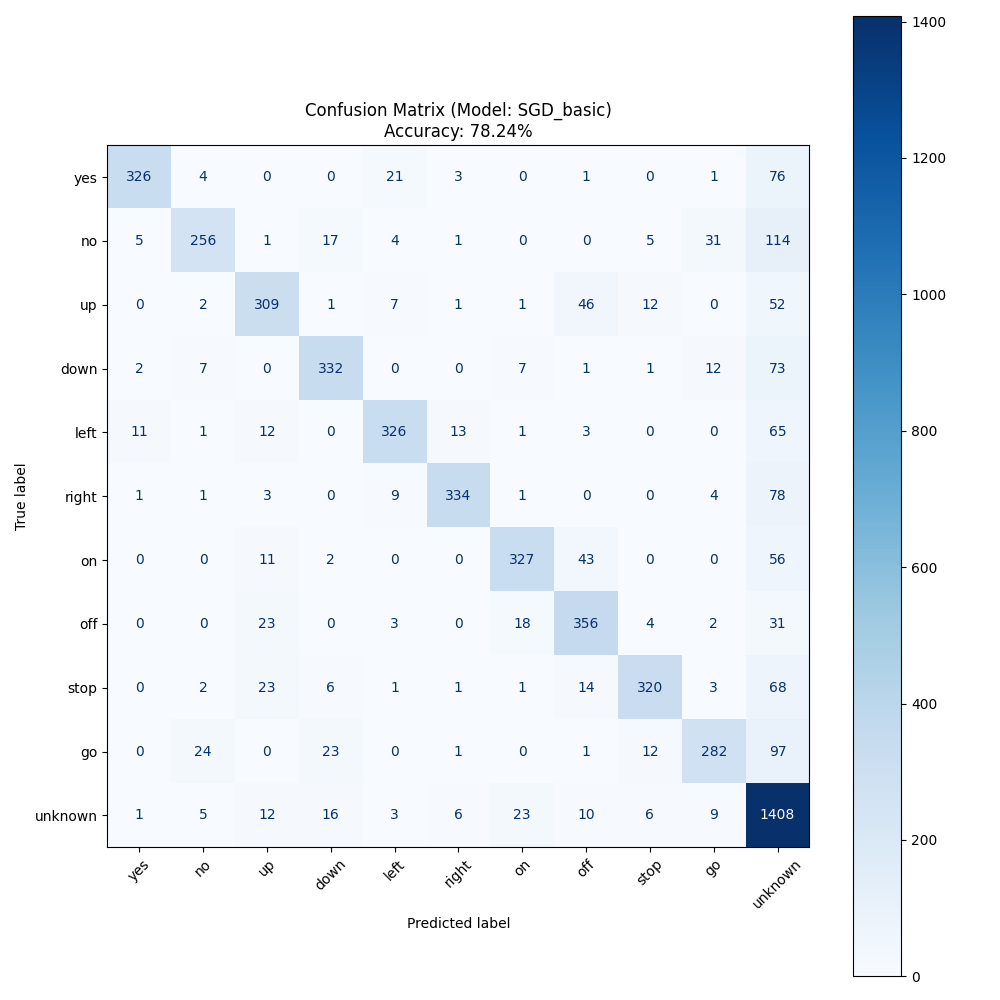 Confusion Matrix (Model: SGD_basic)
Accuracy: 78.24%
yes 326 4 0 0 21 3 0 1 0 1 76
no 5 256 1 17 4 1 0 0 5 31 114
up 0 2 309 1 7 1 1 46 12 0 52
down 2 7 0 332 0 0 7 1 1 12 73
left 11 1 12 0 326 13 1 3 0 0 65
right 1 1 3 0 9 334 1 0 0 4 78
on 0 0 11 2 0 0 327 43 0 0 56
off 0 0 23 0 3 0 18 356 4 2 31
stop 0 2 23 6 1 1 1 14 320 3 68
go 0 24 0 23 0 1 0 1 12 282 97
unknown 1 5 12 16 3 6 23 10 6 9 1408
yes no up down left right on off stop go unknown
True label
Predicted label
1400
1200
1000
800
600
400
200
0